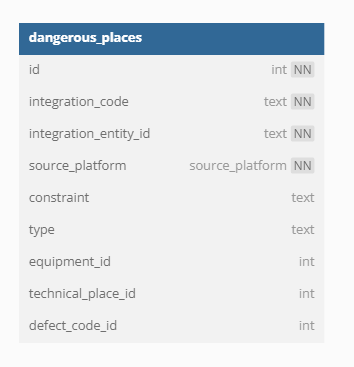 dangerous_places
id int NN
integration_code text NN
integration_entity_id text NN
source_platform source_platform NN
constraint text
type text
equipment_id int
technical_place_id int
defect_code_id int